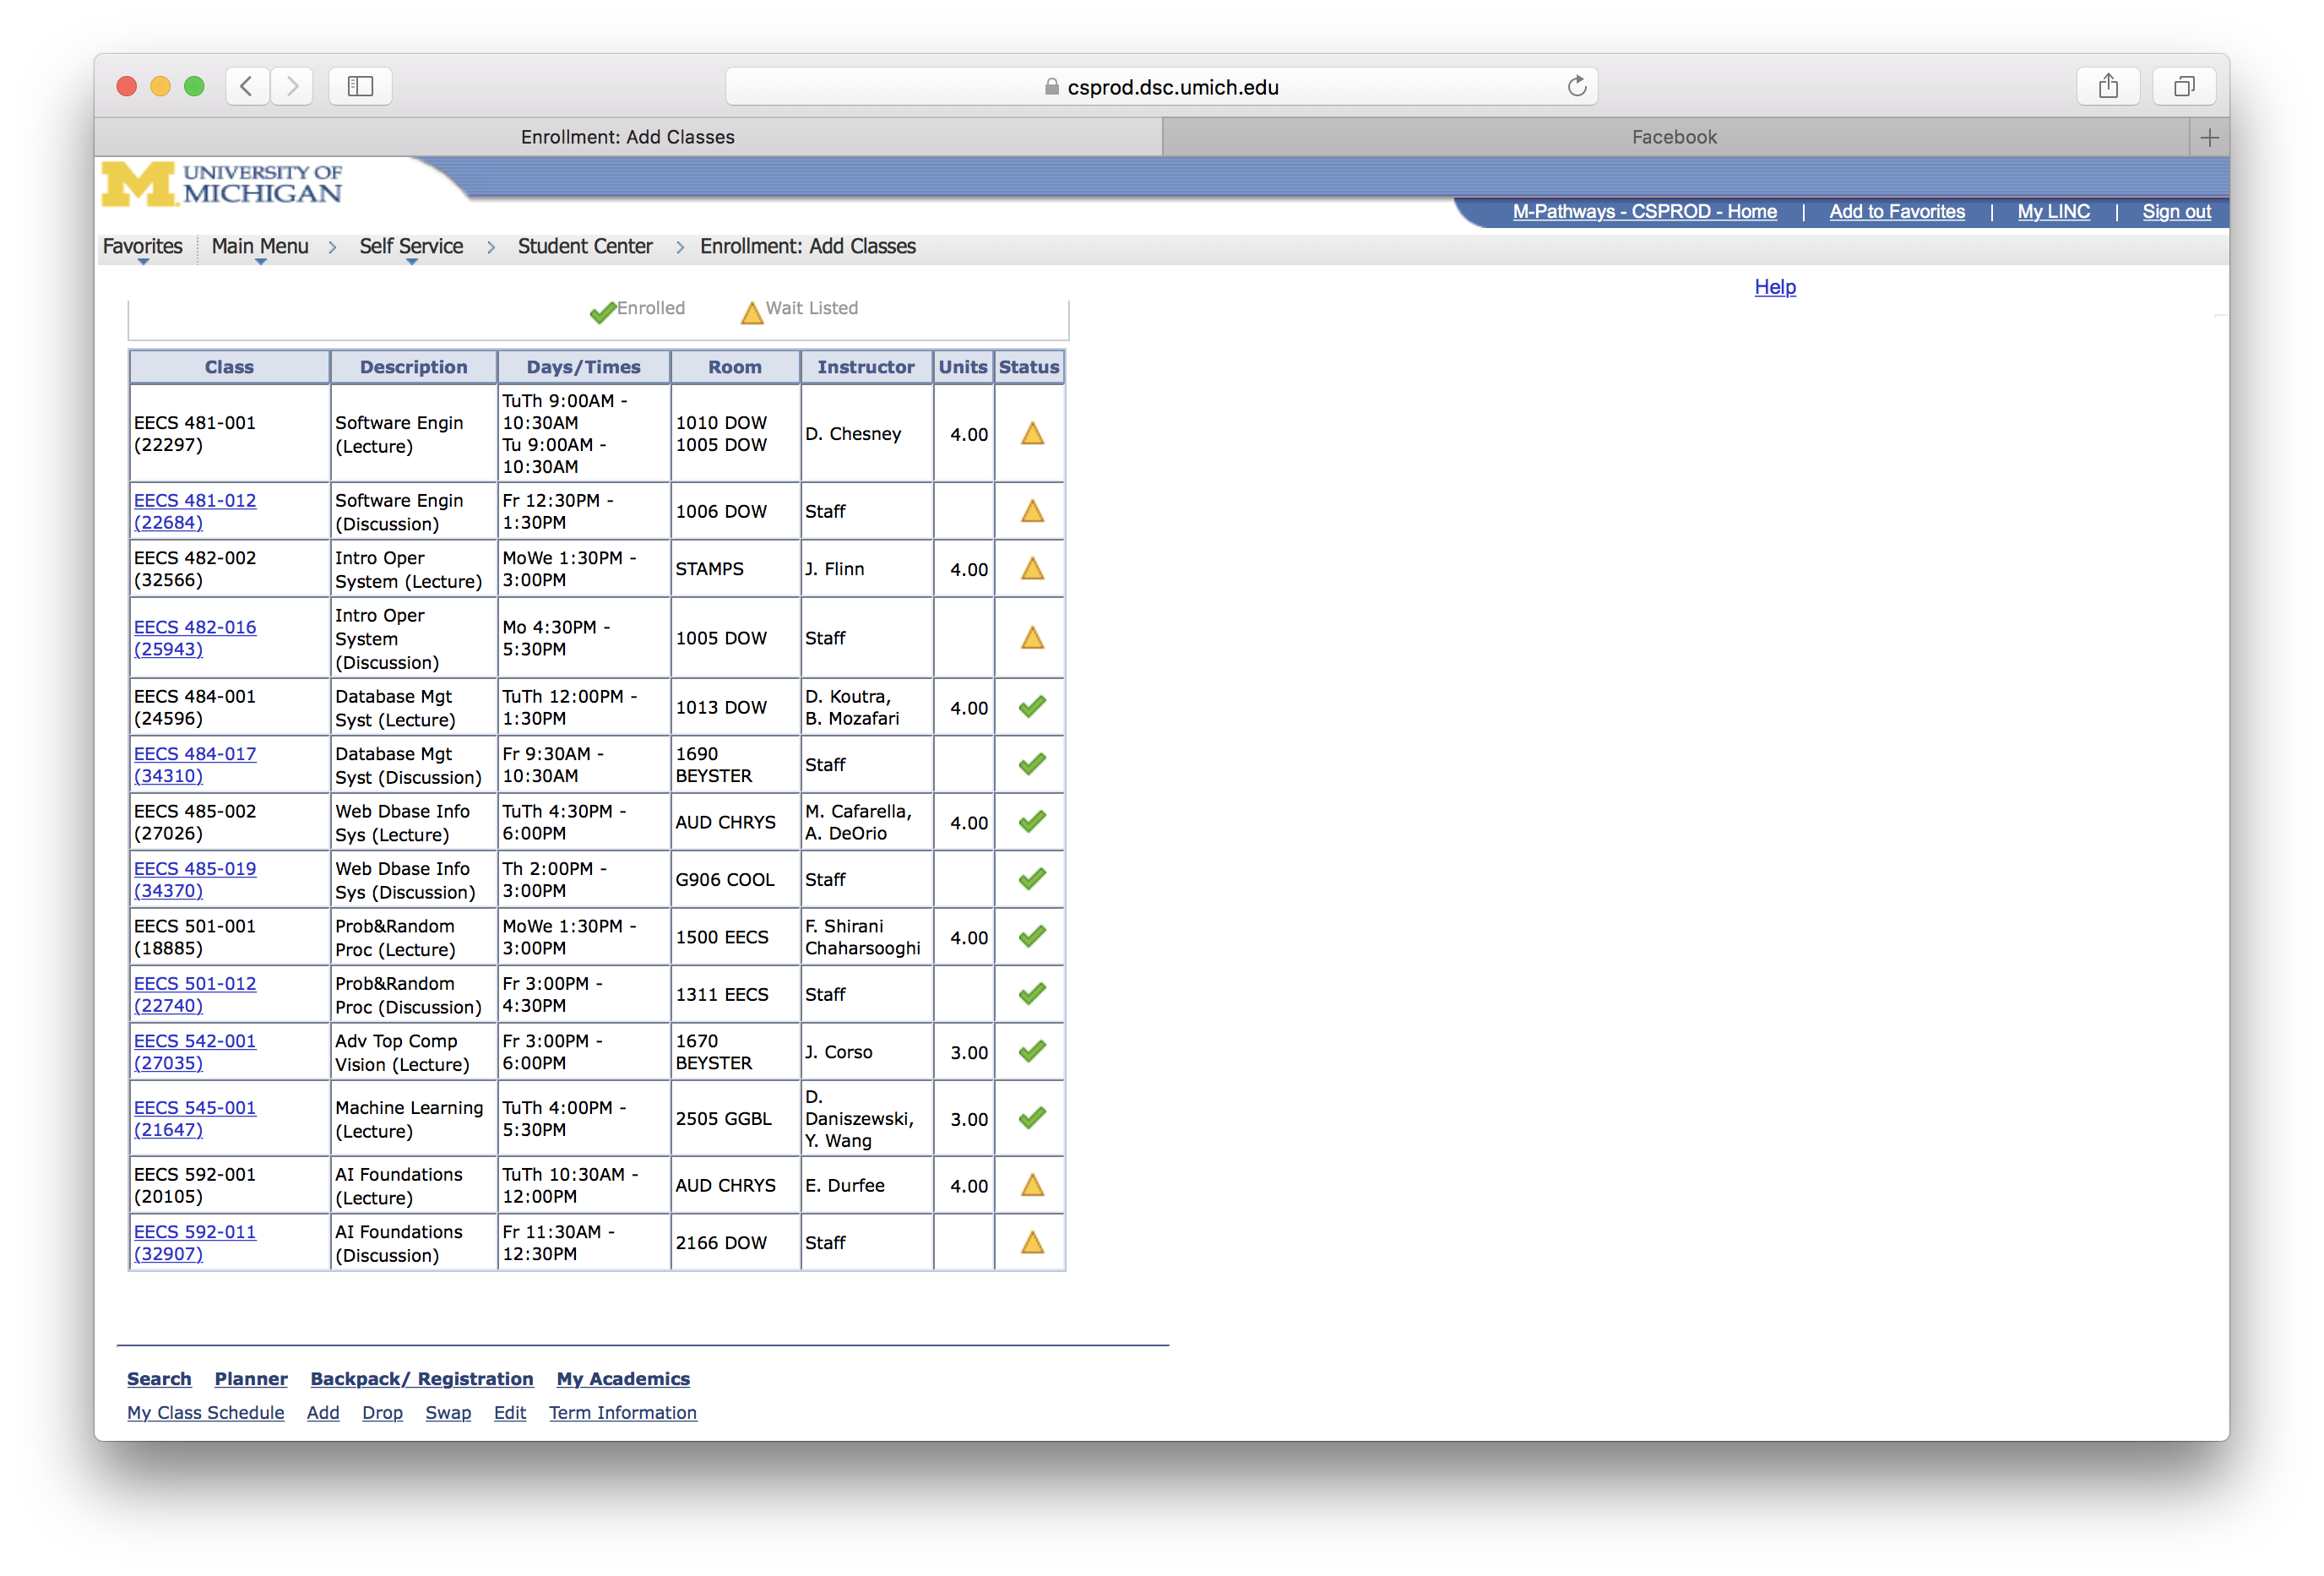 csprod.dsc.umich.edu
Enrollment: Add Classes
Facebook
M
UNIVERSITY OF
MICHIGAN
M-Pathways - CSPROD - Home | Add to Favorites | My LINC | Sign out
Favorites Main Menu > Self Service > Student Center > Enrollment: Add Classes
Help
Enrolled Wait Listed
Class Description Days/Times Room Instructor Units Status
EECS 481-001
(22297)
Software Engin
(Lecture)
TuTh 9:00AM -
10:30AM
Tu 9:00AM -
10:30AM
1010 DOW
1005 DOW
D. Chesney
4.00
EECS 481-012
(22684)
Software Engin
(Discussion)
Fr 12:30PM -
1:30PM
1006 DOW
Staff
EECS 482-002
(32566)
Intro Oper
System (Lecture)
MoWe 1:30PM -
3:00PM
STAMPS
J. Flinn
4.00
EECS 482-016
(25943)
Intro Oper
System
(Discussion)
Mo 4:30PM -
5:30PM
1005 DOW
Staff
EECS 484-001
(24596)
Database Mgt
Syst (Lecture)
TuTh 12:00PM -
1:30PM
1013 DOW
D. Koutra,
B. Mozafari
4.00
EECS 484-017
(34310)
Database Mgt
Syst (Discussion)
Fr 9:30AM -
10:30AM
1690
BEYSTER
Staff
EECS 485-002
(27026)
Web Dbase Info
Sys (Lecture)
TuTh 4:30PM -
6:00PM
AUD CHRYS
M. Cafarella,
A. DeOrio
4.00
EECS 485-019
(34370)
Web Dbase Info
Sys (Discussion)
Th 2:00PM -
3:00PM
G906 COOL
Staff
EECS 501-001
(18885)
Prob&Random
Proc (Lecture)
MoWe 1:30PM -
3:00PM
1500 EECS
F. Shirani
Chaharsooghi
4.00
EECS 501-012
(22740)
Prob&Random
Proc (Discussion)
Fr 3:00PM -
4:30PM
1311 EECS
Staff
EECS 542-001
(27035)
Adv Top Comp
Vision (Lecture)
Fr 3:00PM -
6:00PM
1670
BEYSTER
J. Corso
3.00
EECS 545-001
(21647)
Machine Learning
(Lecture)
TuTh 4:00PM -
5:30PM
2505 GGBL
D.
Daniszewski,
Y. Wang
3.00
EECS 592-001
(20105)
AI Foundations
(Lecture)
TuTh 10:30AM -
12:00PM
AUD CHRYS
E. Durfee
4.00
EECS 592-011
(32907)
AI Foundations
(Discussion)
Fr 11:30AM -
12:30PM
2166 DOW
Staff
Search Planner Backpack/ Registration My Academics
My Class Schedule Add Drop Swap Edit Term Information